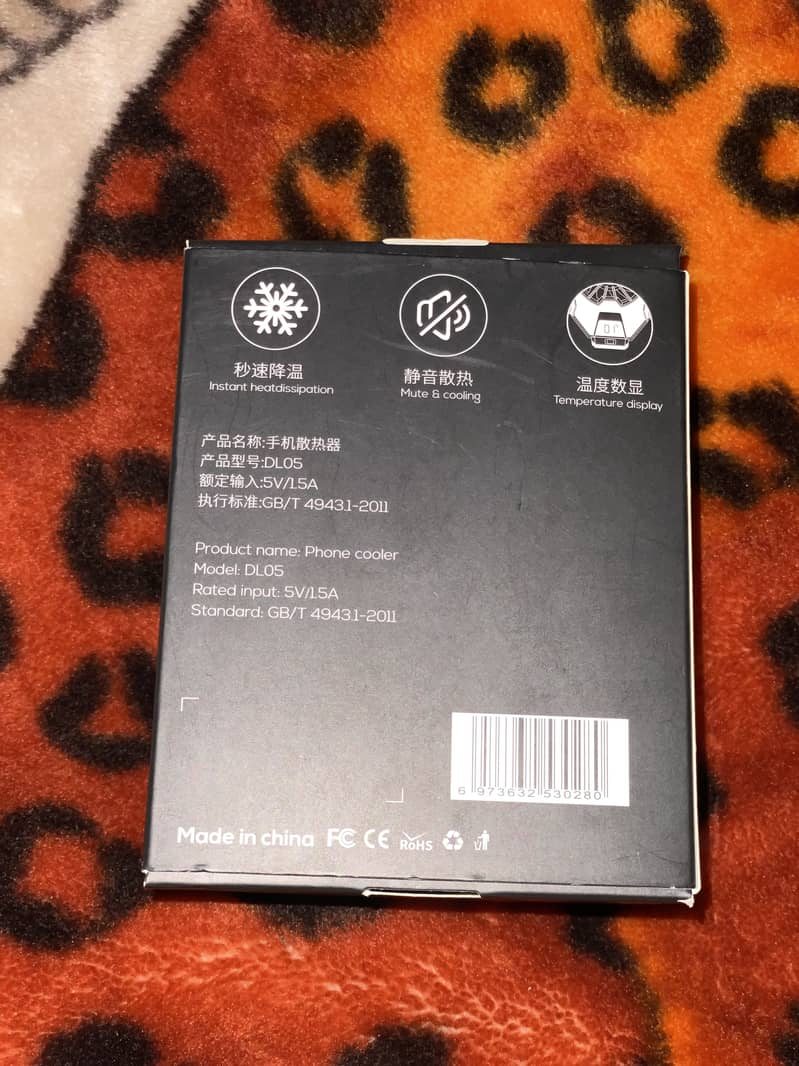 秒速降温
Instant heatdissipation
静音散热
Mute & cooling
01
温度数显
Temperature display
产品名称:手机散热器
产品型号:DL05
额定输入:5V/1.5A
执行标准:GB/T 4943.1-2011
Product name: Phone cooler
Model: DL05
Rated input: 5V/1.5A
Standard: GB/T 4943.1-2011
6 973632 530280
Made in china FC CE RoHS